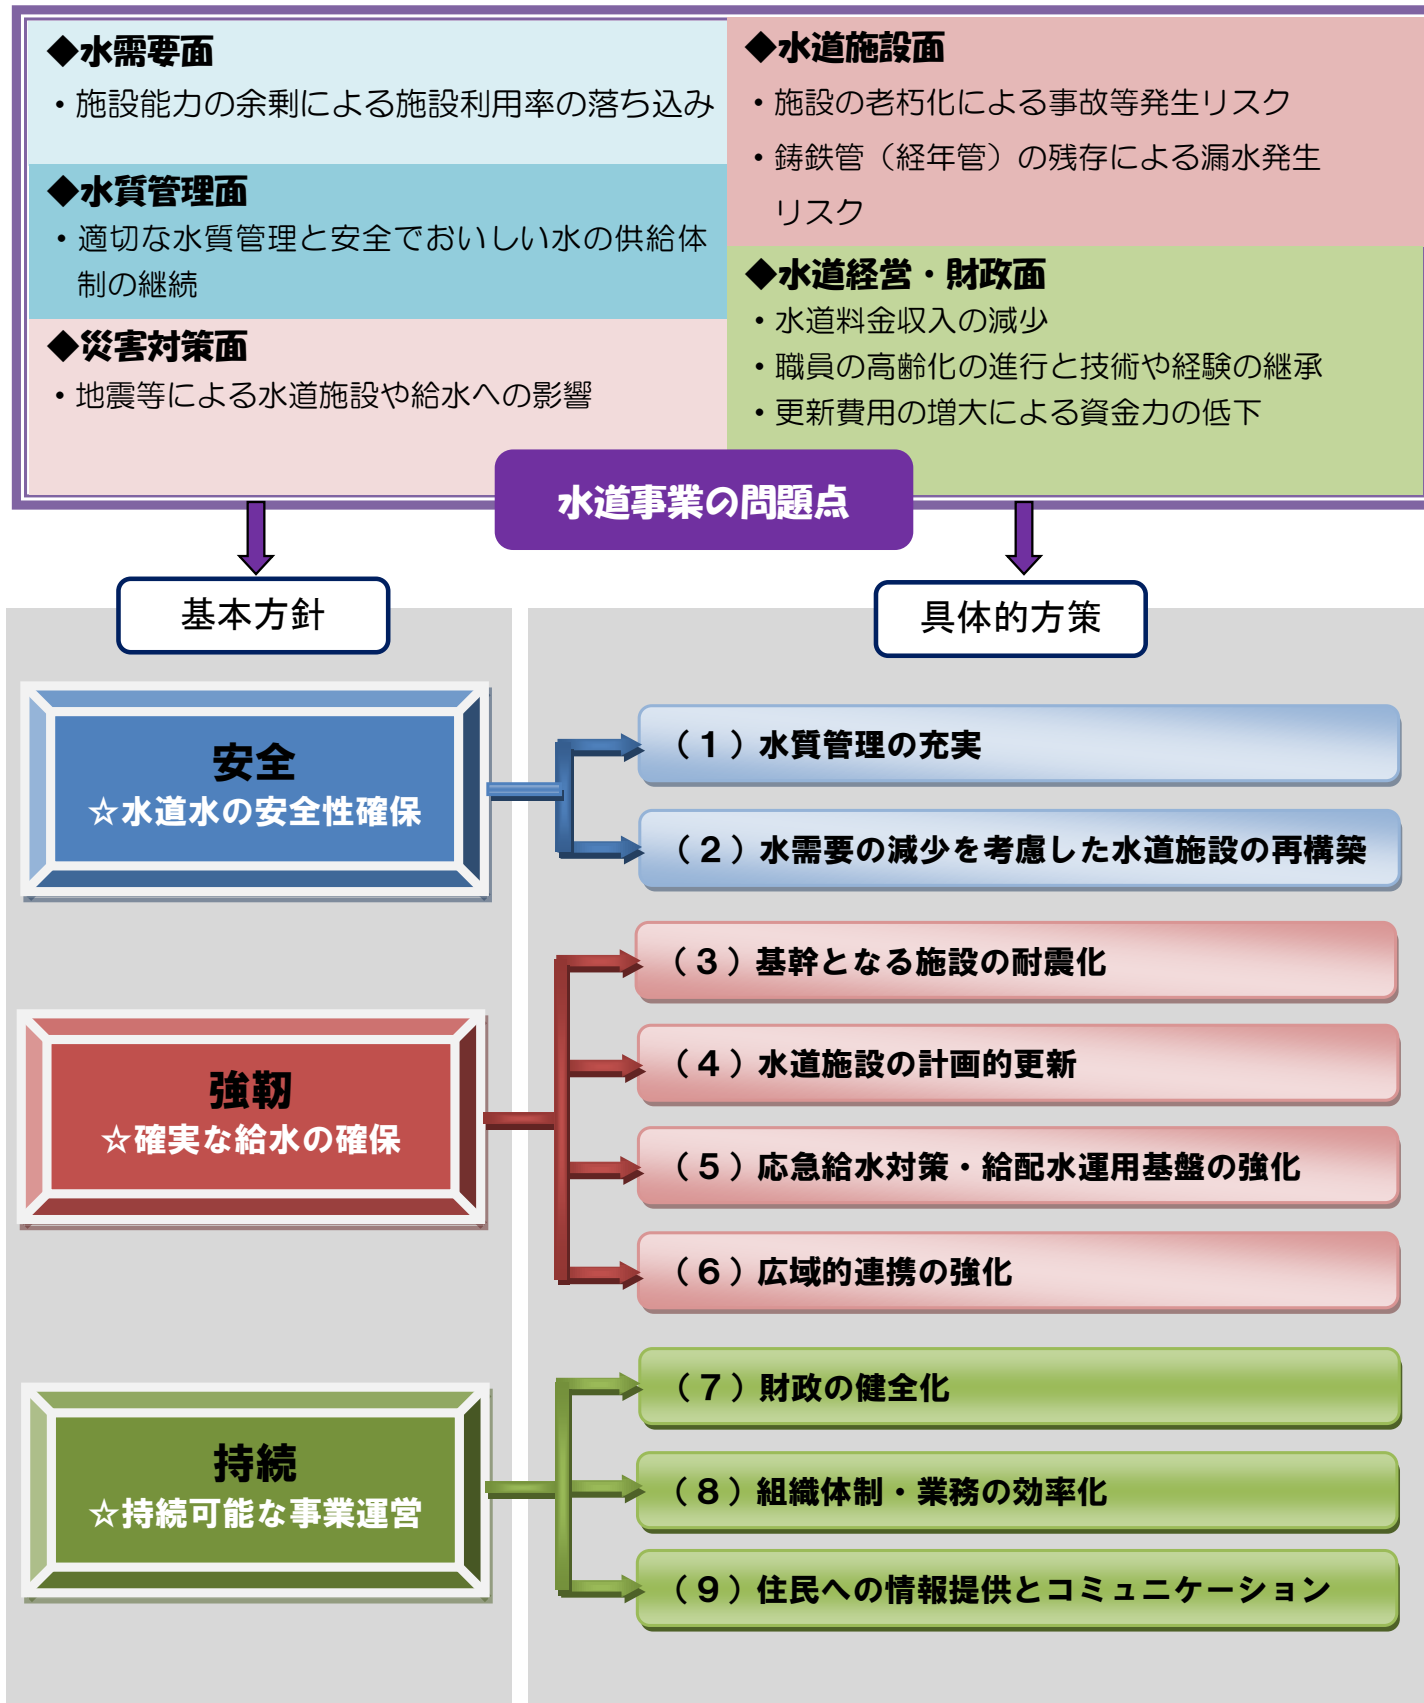 ◆水需要面
・施設能力の余剰による施設利用率の落ち込み
◆水質管理面
・適切な水質管理と安全でおいしい水の供給体
制の継続
◆災害対策面
・地震等による水道施設や給水への影響
◆水道施設面
・施設の老朽化による事故等発生リスク
・鋳鉄管（経年管）の残存による漏水発生
リスク
◆水道経営・財政面
・水道料金収入の減少
・職員の高齢化の進行と技術や経験の継承
・更新費用の増大による資金力の低下
水道事業の問題点
基本方針
具体的方策
安全
☆水道水の安全性確保
（１）水質管理の充実
（２）水需要の減少を考慮した水道施設の再構築
強靭
☆確実な給水の確保
（３）基幹となる施設の耐震化
（４）水道施設の計画的更新
（５）応急給水対策・給配水運用基盤の強化
（６）広域的連携の強化
持続
☆持続可能な事業運営
（７）財政の健全化
（８）組織体制・業務の効率化
（９）住民への情報提供とコミュニケーション